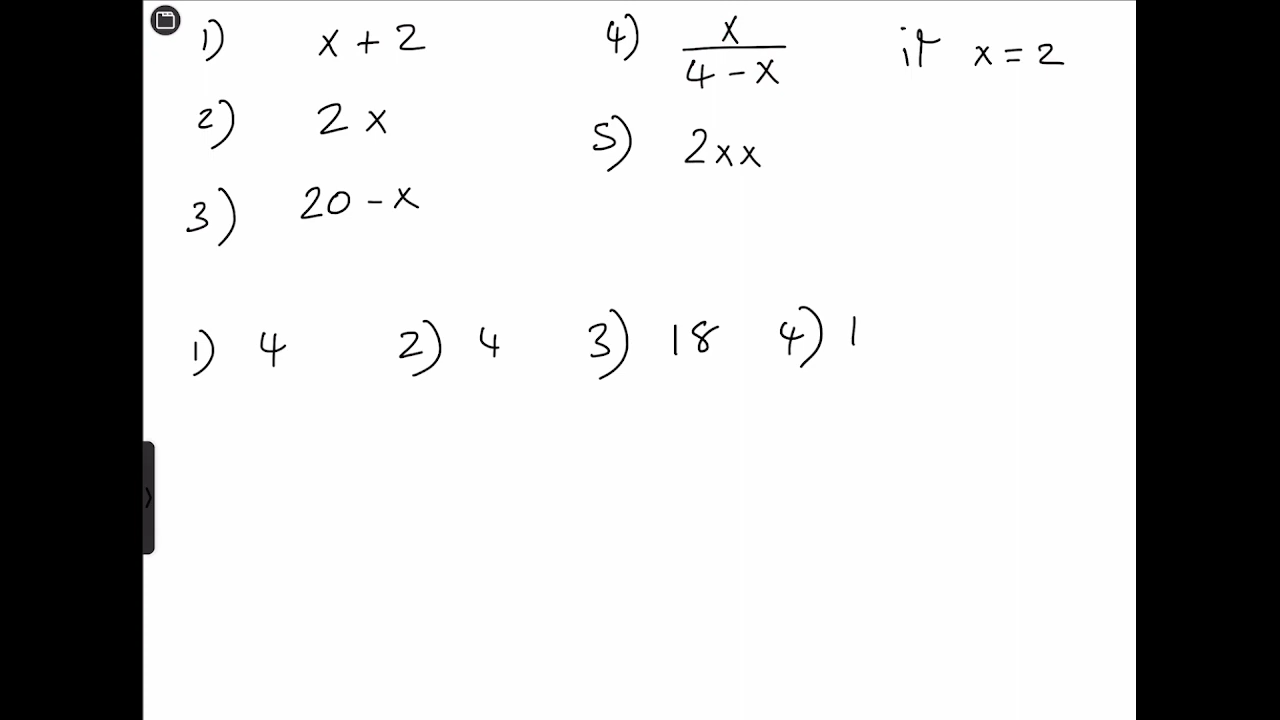 1) x + 2
2) 2x
3) 20 - x
4) x/(4 - x)
5) 2xx
if x = 2
1) 4 2) 4 3) 18 4) 1